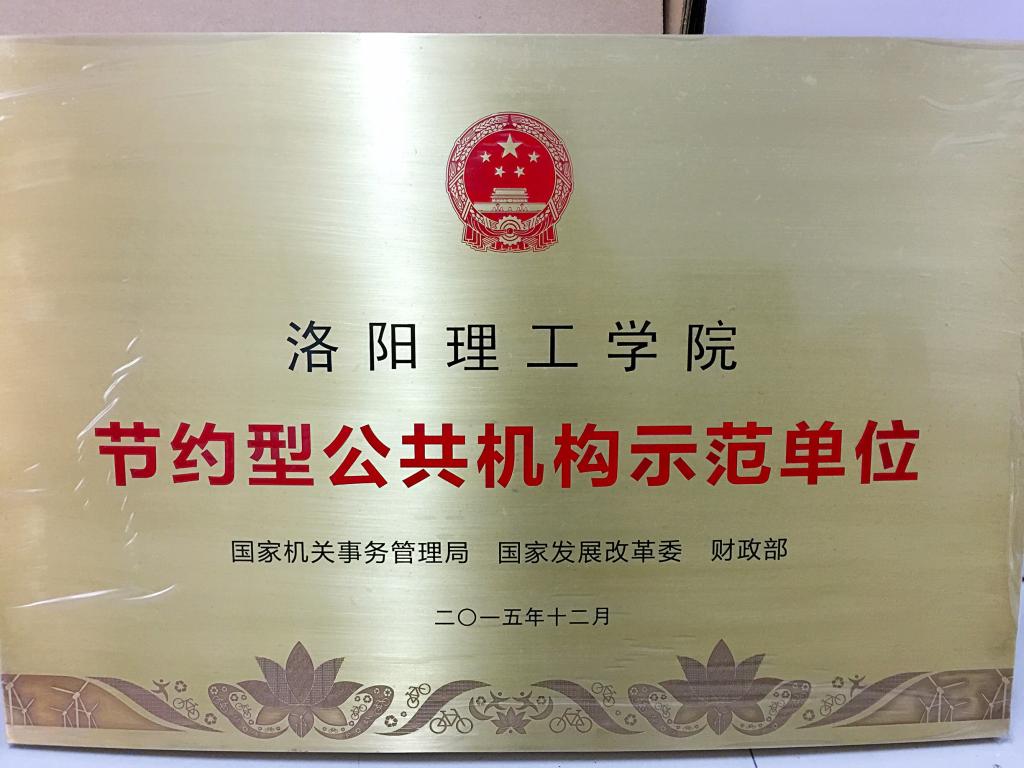 洛阳理工学院
节约型公共机构示范单位
国家机关事务管理局 国家发展改革委 财政部
二〇一五年十二月